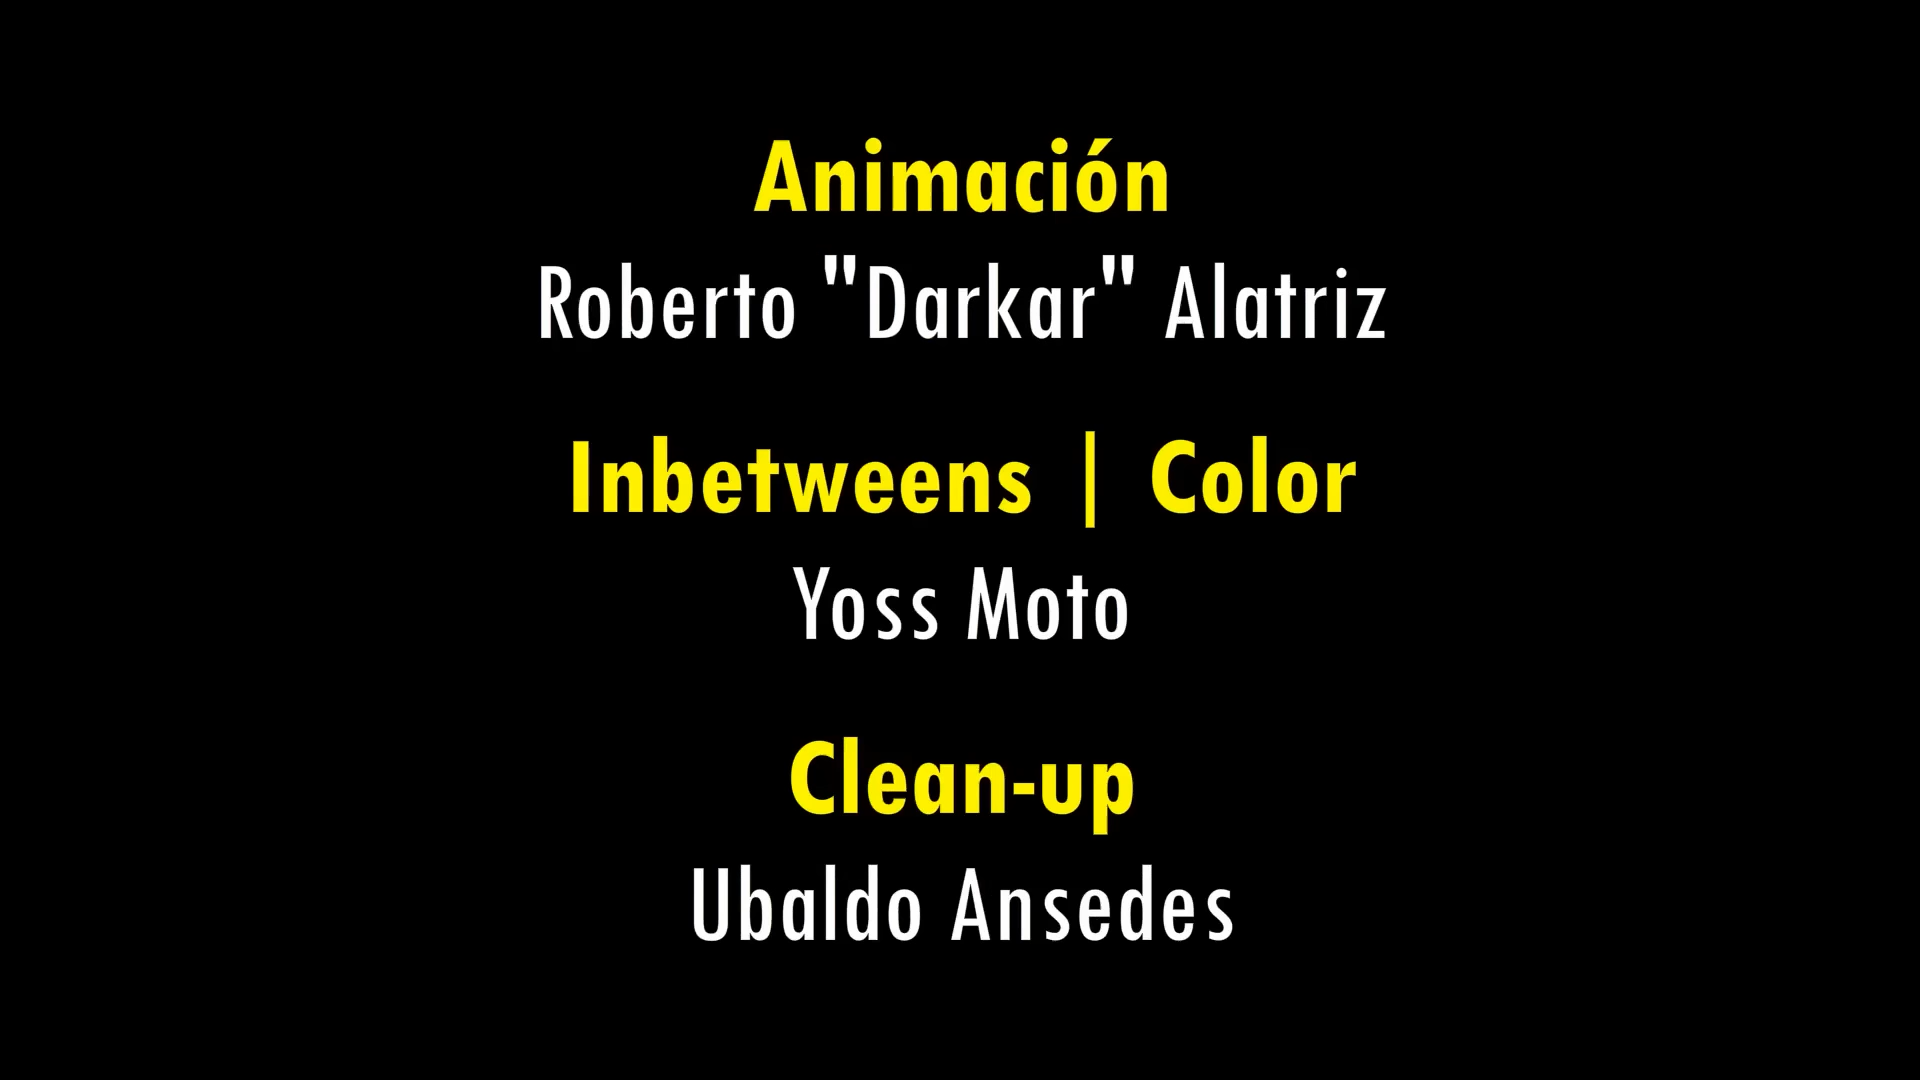 Animación
Roberto "Darkar" Alatriz
Inbetweens | Color
Yoss Moto
Clean-up
Ubaldo Ansedes